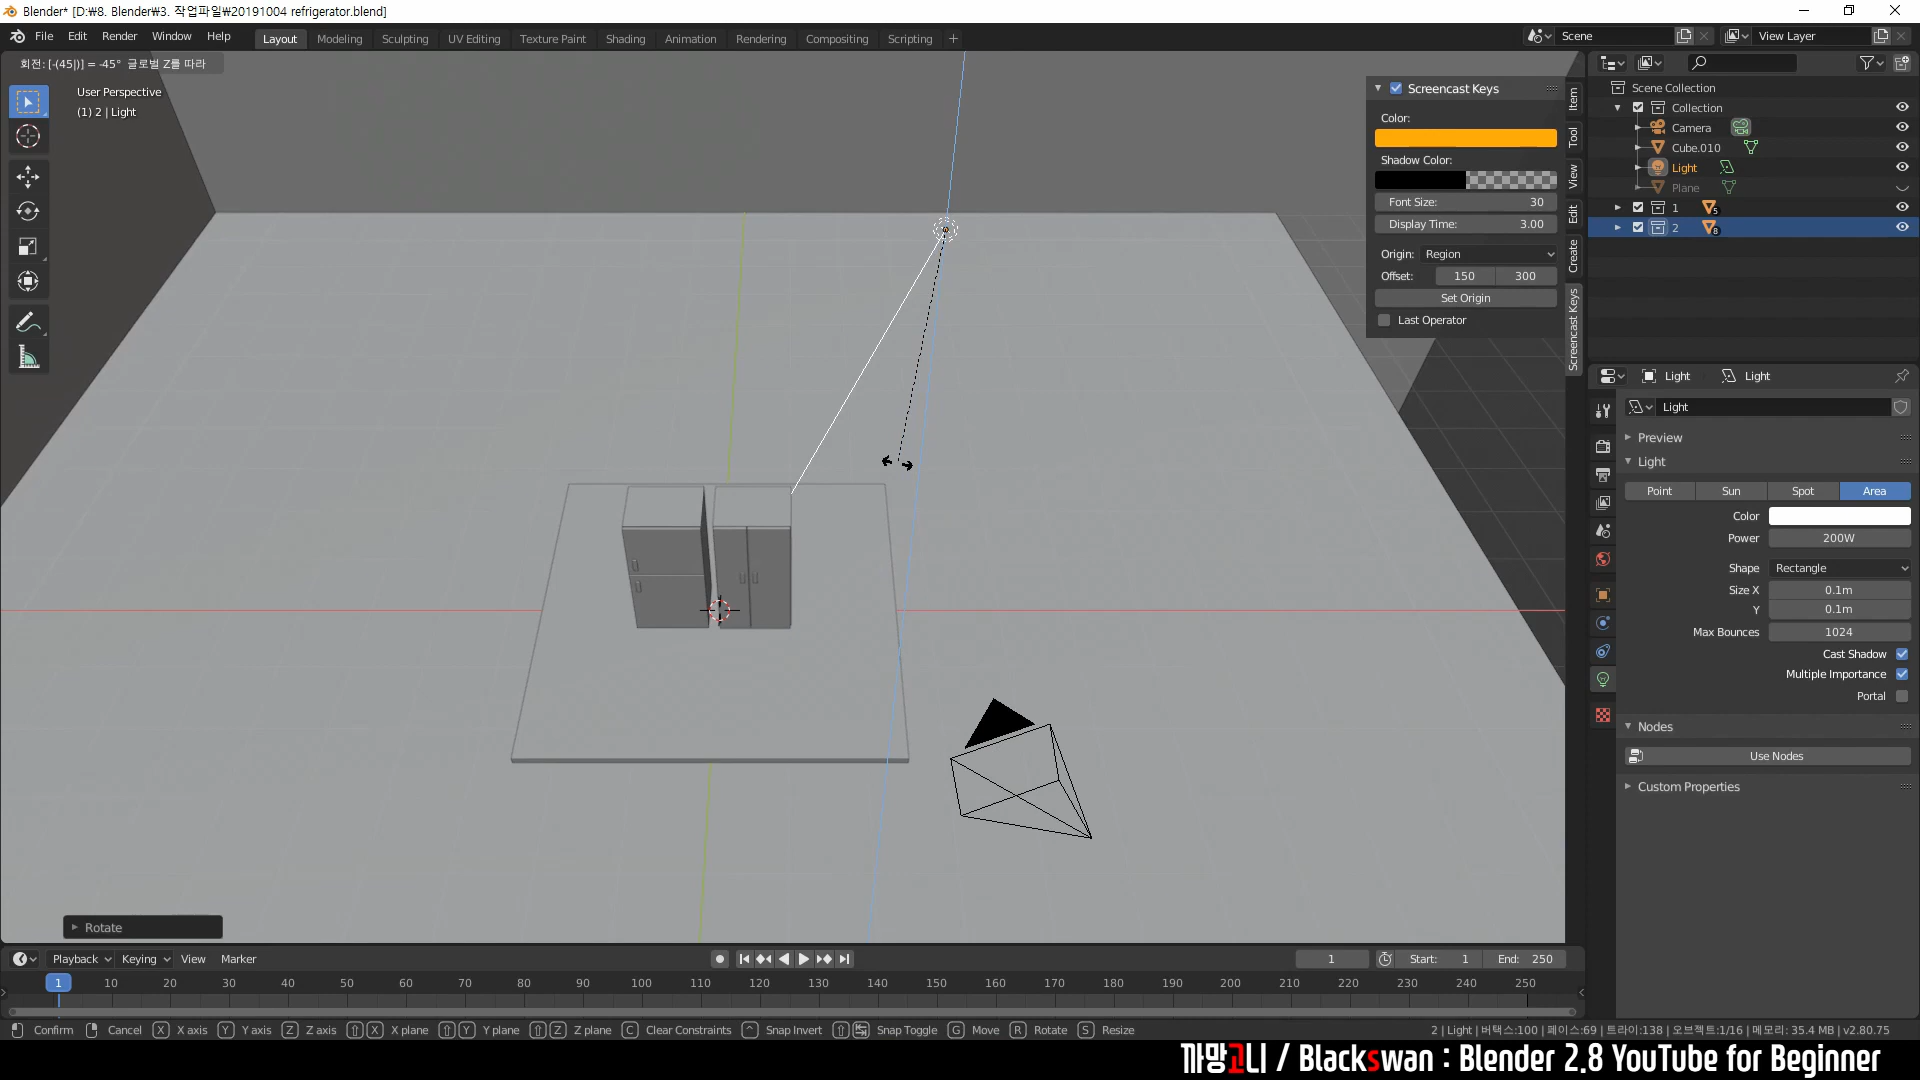 Blender* [D:₩8. Blender₩3. 작업파일₩20191004 refrigerator.blend]
File Edit Render Window Help
Layout Modeling Sculpting UV Editing Texture Paint Shading Animation Rendering Compositing Scripting +
Scene
View Layer
회전: [-(45|)] = -45° 글로벌 Z를 따라
User Perspective
(1) 2 | Light
Screencast Keys
Color:
Shadow Color:
Font Size: 30
Display Time: 3.00
Origin: Region
Offset: 150 300
Set Origin
Last Operator
Item
Tool
View
Edit
Create
Screencast Keys
Scene Collection
Collection
Camera
Cube.010
Light
Plane
1 5
2 8
Light Light
Light
Preview
Light
Point Sun Spot Area
Color
Power 200W
Shape Rectangle
Size X 0.1m
Y 0.1m
Max Bounces 1024
Cast Shadow
Multiple Importance
Portal
Nodes
Use Nodes
Custom Properties
Rotate
Playback Keying View Marker
1 Start: 1 End: 250
1 10 20 30 40 50 60 70 80 90 100 110 120 130 140 150 160 170 180 190 200 210 220 230 240 250
Confirm Cancel X X axis Y Y axis Z Z axis X X plane Y Y plane Z Z plane C Clear Constraints ^ Snap Invert Snap Toggle G Move R Rotate S Resize
2 | Light | 버텍스:100 | 페이스:69 | 트라이:138 | 오브젝트:1/16 | 메모리: 35.4 MB | v2.80.75
까망고니 / Blackswan : Blender 2.8 YouTube for Beginner